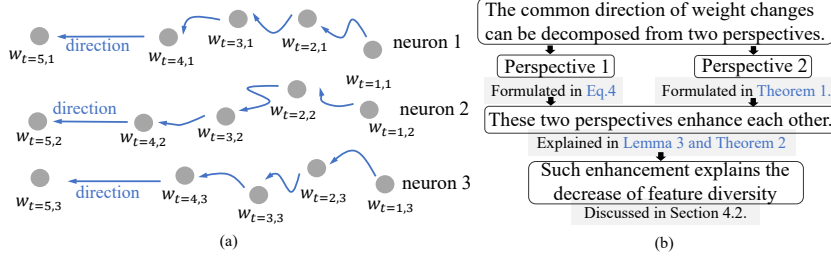 w_{t=5,1}
direction
w_{t=4,1}
w_{t=3,1}
w_{t=2,1}
w_{t=1,1}
neuron 1
w_{t=5,2}
direction
w_{t=4,2}
w_{t=3,2}
w_{t=2,2}
w_{t=1,2}
neuron 2
w_{t=5,3}
direction
w_{t=4,3}
w_{t=3,3}
w_{t=2,3}
w_{t=1,3}
neuron 3
(a)
The common direction of weight changes
can be decomposed from two perspectives.
Perspective 1
Perspective 2
Formulated in Eq.4
Formulated in Theorem 1.
These two perspectives enhance each other.
Explained in Lemma 3 and Theorem 2
Such enhancement explains the
decrease of feature diversity
Discussed in Section 4.2.
(b)